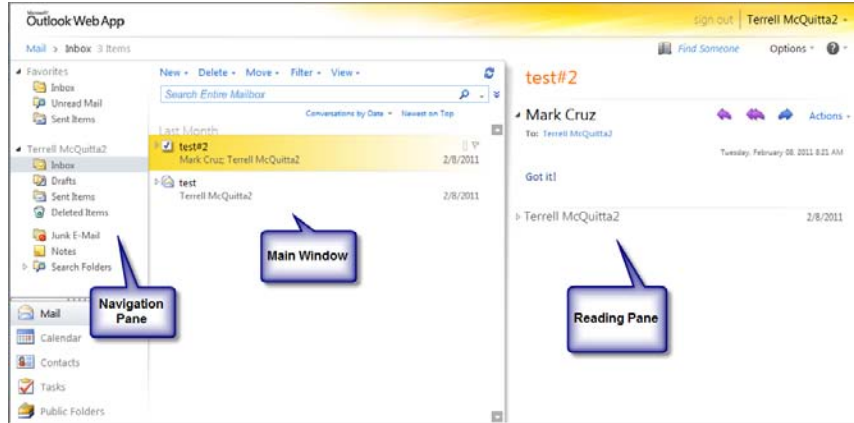 Microsoft
Outlook Web App
sign out Terrell McQuitta2
Mail > Inbox 3 Items
Find Someone Options
Favorites
Inbox
Unread Mail
Sent Items
Terrell McQuitta2
Inbox
Drafts
Sent Items
Deleted Items
Junk E-Mail
Notes
Search Folders
Mail
Calendar
Contacts
Tasks
Public Folders
Navigation
Pane
New Delete Move Filter View
Search Entire Mailbox
Conversations by Date Newest on Top
Last Month
test#2
Mark Cruz; Terrell McQuitta2 2/8/2011
test
Terrell McQuitta2 2/8/2011
Main Window
test#2
Mark Cruz Actions
To: Terrell McQuitta2
Tuesday, February 08, 2011 8:21 AM
Got it!
Terrell McQuitta2 2/8/2011
Reading Pane